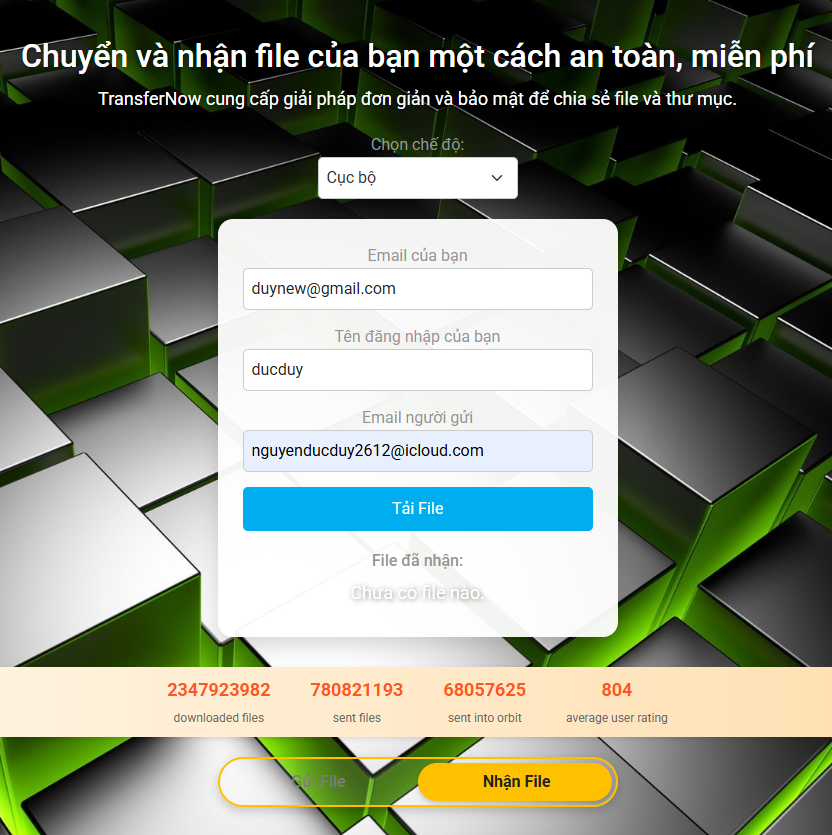 Chuyển và nhận file của bạn một cách an toàn, miễn phí
TransferNow cung cấp giải pháp đơn giản và bảo mật để chia sẻ file và thư mục.
Chọn chế độ:
Cục bộ
Email của bạn
duynew@gmail.com
Tên đăng nhập của bạn
ducduy
Email người gửi
nguyenducduy2612@icloud.com
Tải File
File đã nhận:
Chưa có file nào.
2347923982 780821193 68057625 804
downloaded files sent files sent into orbit average user rating
Gửi File Nhận File